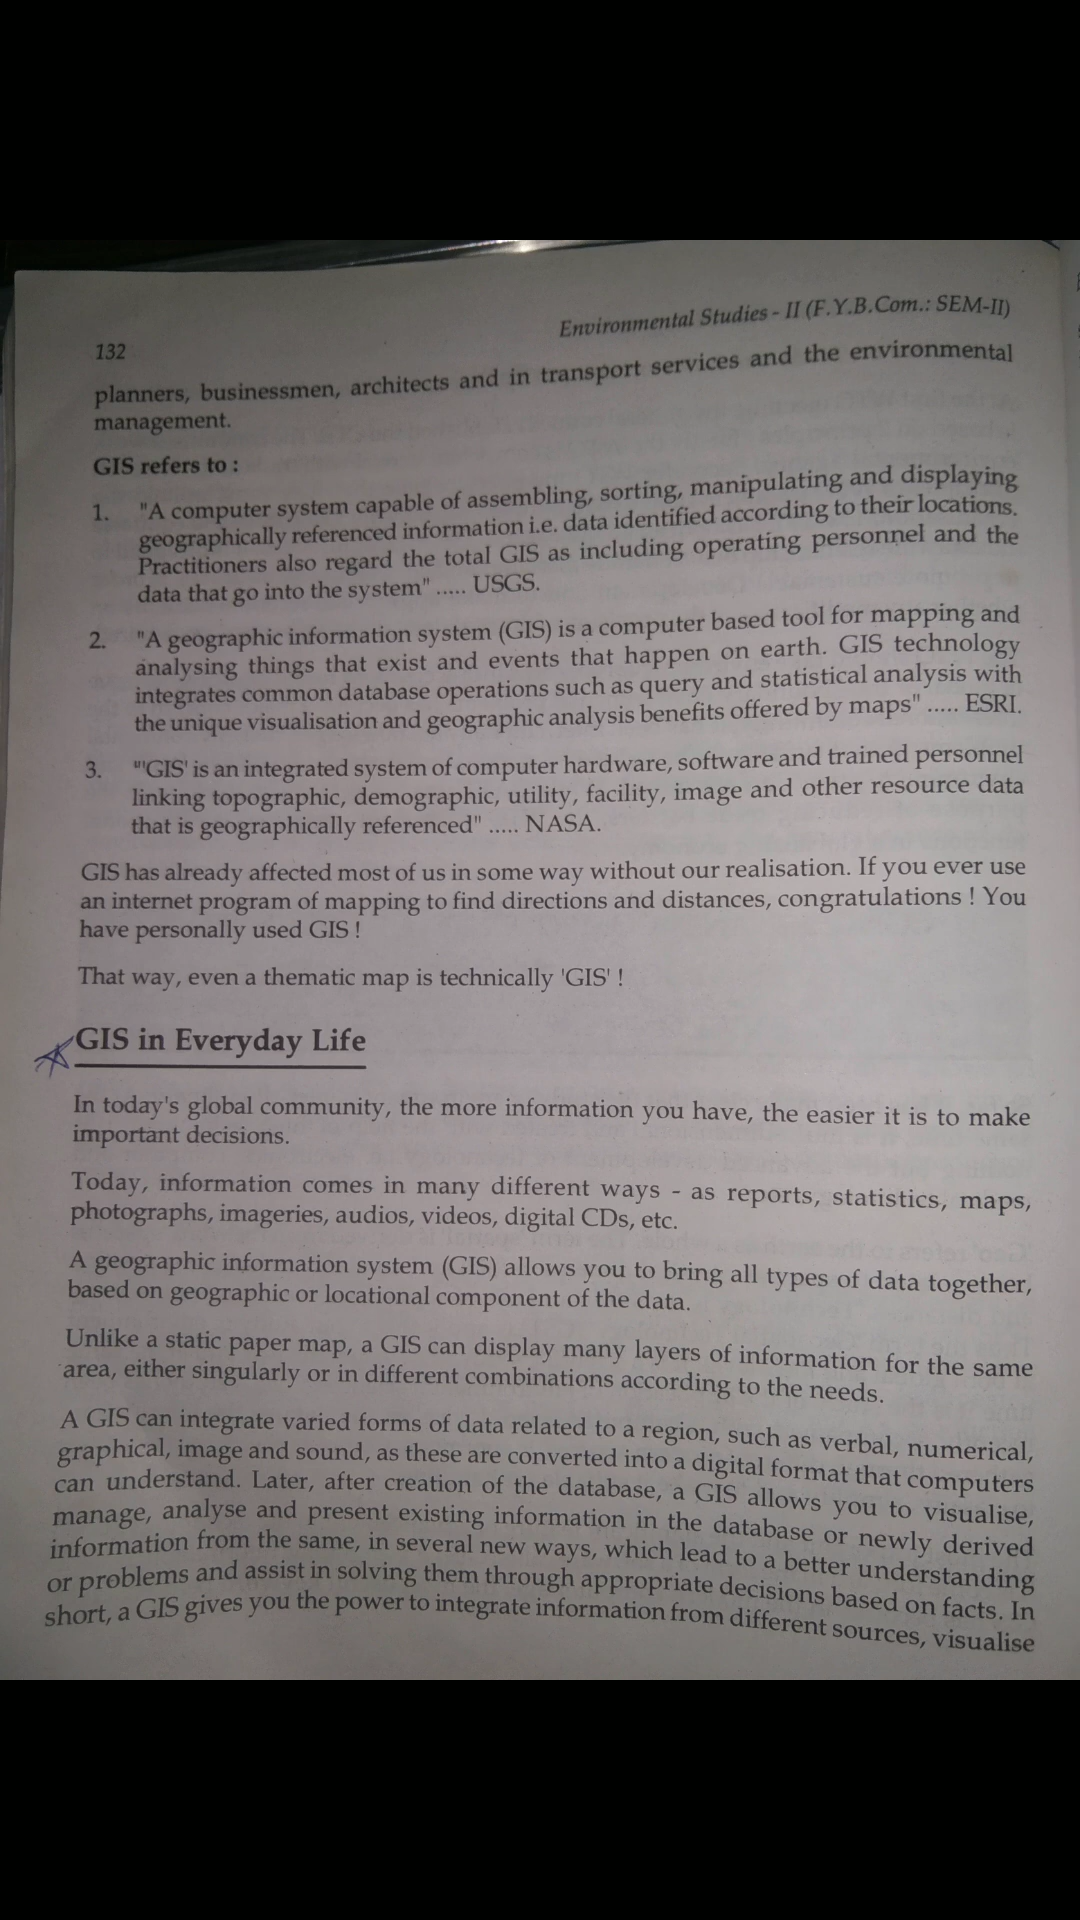 Environmental Studies - II (F.Y.B.Com.: SEM-II)
132
planners, businessmen, architects and in transport services and the environmental
management.
GIS refers to :
1. "A computer system capable of assembling, sorting, manipulating and displaying
geographically referenced information i.e. data identified according to their locations.
Practitioners also regard the total GIS as including operating personnel and the
data that go into the system" ..... USGS.
2. "A geographic information system (GIS) is a computer based tool for mapping and
analysing things that exist and events that happen on earth. GIS technology
integrates common database operations such as query and statistical analysis with
the unique visualisation and geographic analysis benefits offered by maps" ..... ESRI.
3. "'GIS' is an integrated system of computer hardware, software and trained personnel
linking topographic, demographic, utility, facility, image and other resource data
that is geographically referenced" ..... NASA.
GIS has already affected most of us in some way without our realisation. If you ever use
an internet program of mapping to find directions and distances, congratulations ! You
have personally used GIS !
That way, even a thematic map is technically 'GIS' !
GIS in Everyday Life
In today's global community, the more information you have, the easier it is to make
important decisions.
Today, information comes in many different ways - as reports, statistics, maps,
photographs, imageries, audios, videos, digital CDs, etc.
A geographic information system (GIS) allows you to bring all types of data together,
based on geographic or locational component of the data.
Unlike a static paper map, a GIS can display many layers of information for the same
area, either singularly or in different combinations according to the needs.
A GIS can integrate varied forms of data related to a region, such as verbal, numerical,
graphical, image and sound, as these are converted into a digital format that computers
can understand. Later, after creation of the database, a GIS allows you to visualise,
manage, analyse and present existing information in the database or newly derived
information from the same, in several new ways, which lead to a better understanding
or problems and assist in solving them through appropriate decisions based on facts. In
short, a GIS gives you the power to integrate information from different sources, visualise